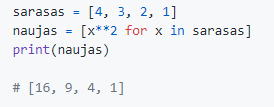 sarasas = [4, 3, 2, 1]
naujas = [x**2 for x in sarasas]
print(naujas)
# [16, 9, 4, 1]